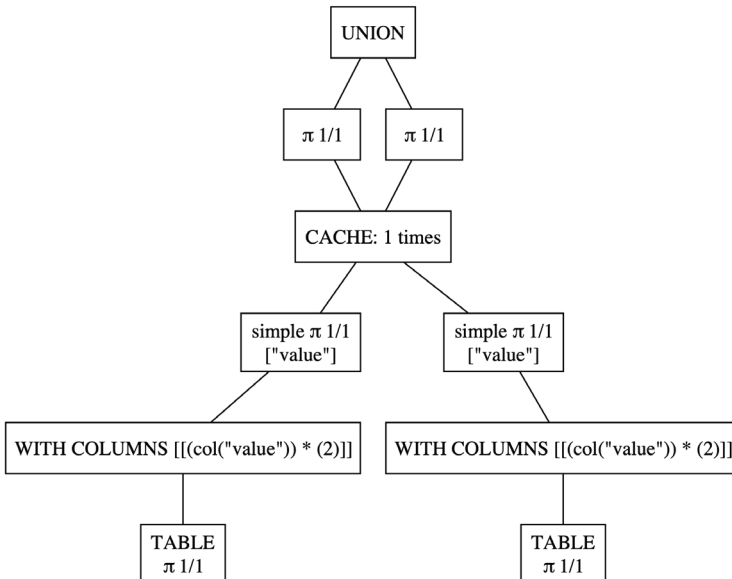 UNION
π 1/1
π 1/1
CACHE: 1 times
simple π 1/1
["value"]
simple π 1/1
["value"]
WITH COLUMNS [[(col("value")) * (2)]]
WITH COLUMNS [[(col("value")) * (2)]]
TABLE
π 1/1
TABLE
π 1/1